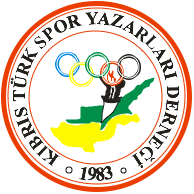 KIBRIS TÜRK SPOR YAZARLARI DERNEĞİ
· 1983 ·